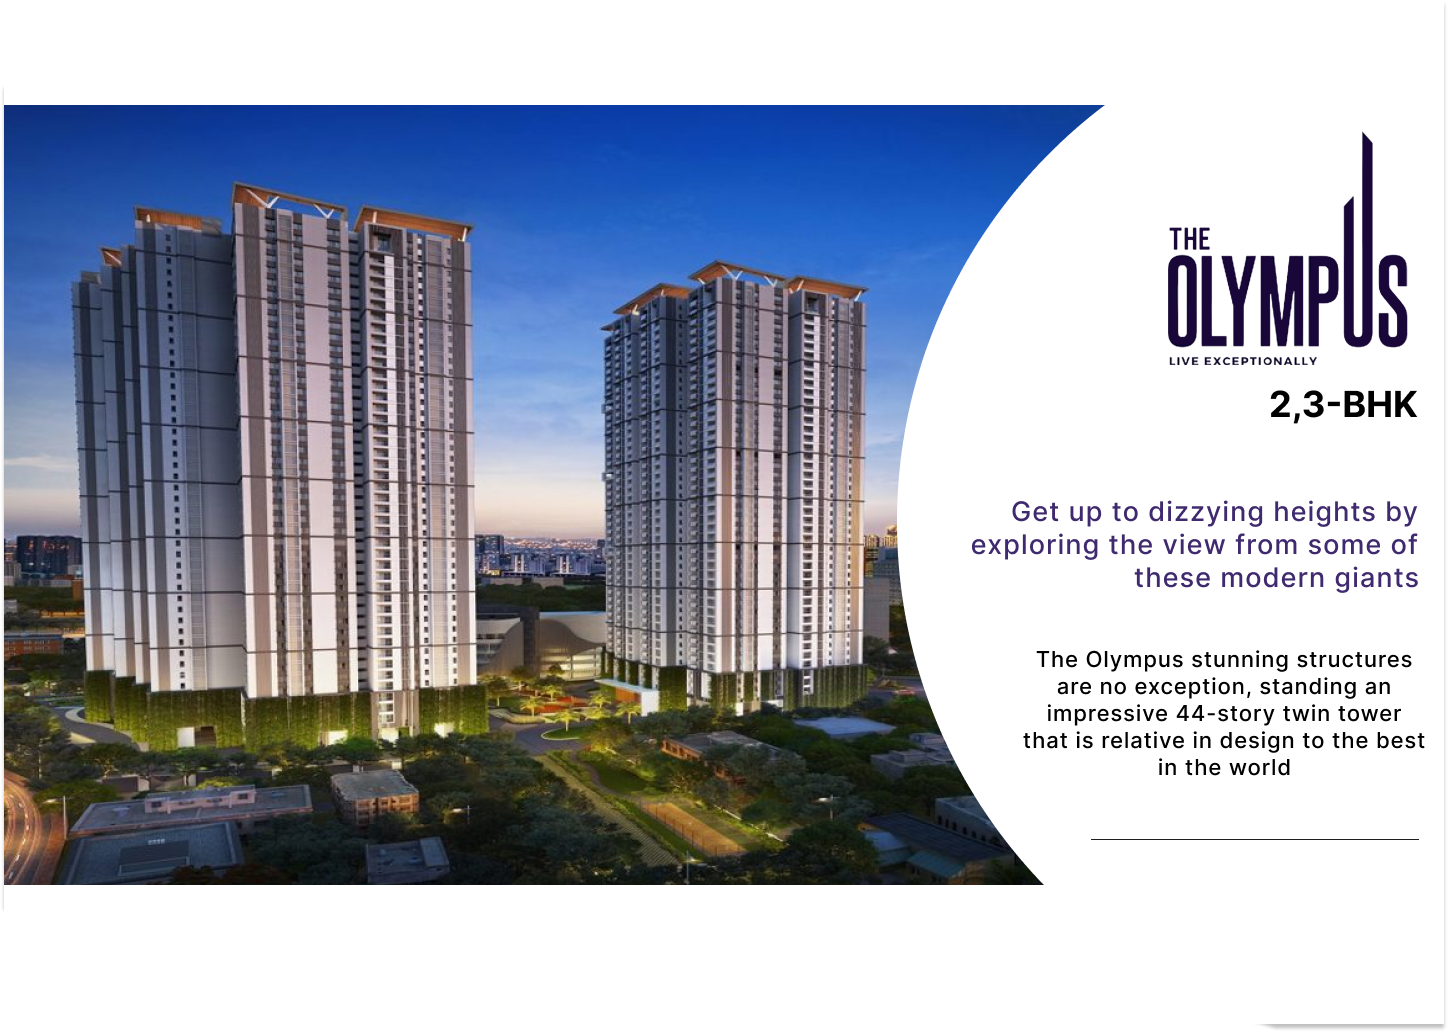 THE
OLYMPUS
LIVE EXCEPTIONALLY
2,3-BHK
Get up to dizzying heights by
exploring the view from some of
these modern giants
The Olympus stunning structures
are no exception, standing an
impressive 44-story twin tower
that is relative in design to the best
in the world